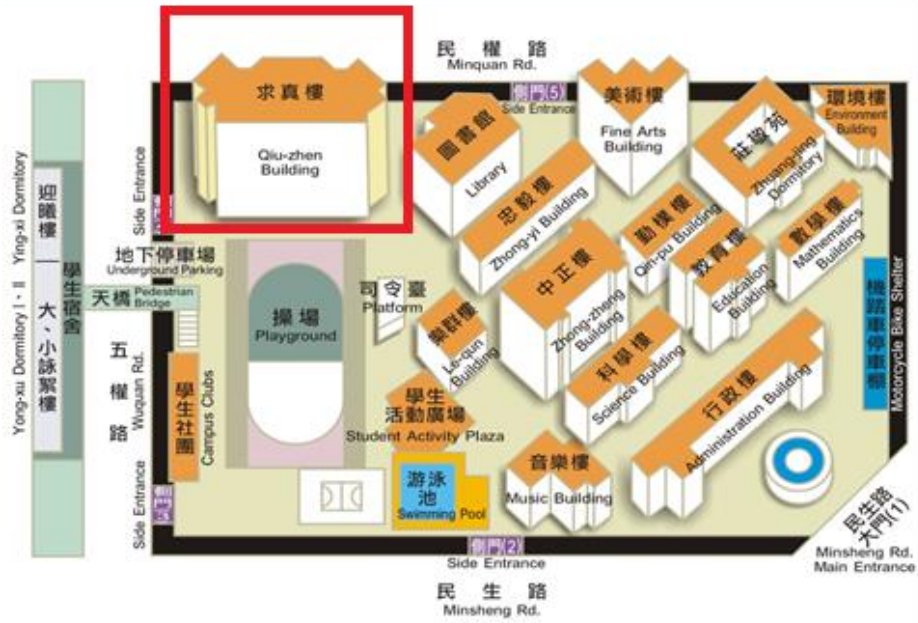 民權路
Minquan Rd.
求真樓
Qiu-zhen
Building
側門(5)
Side Entrance
圖書館
Library
美術樓
Fine Arts
Building
莊敬苑
Zhuang-jing
Dormitory
環境樓
Environment
Building
忠毅樓
Zhong-yi Building
勤樸樓
Qin-pu Building
教育樓
Education
Building
數學樓
Mathematics
Building
中正樓
Zhong-zheng
Building
樂群樓
Le-qun
Building
科學樓
Science Building
行政樓
Administration Building
機踏車停車棚
Motorcycle Bike Shelter
Side Entrance
地下停車場
Underground Parking
天橋
Pedestrian
Bridge
學生宿舍
迎曦樓
大、小詠絮樓
Ying-xi Dormitory
Yong-xu Dormitory I、II
五權路
Wuquan Rd.
學生社團
Campus Clubs
操場
Playground
司令臺
Platform
學生
活動廣場
Student Activity Plaza
游泳
池
Swimming Pool
音樂樓
Music Building
Side Entrance
側門(2)
Side Entrance
民生路
Minsheng Rd.
民生路
大門(1)
Minsheng Rd.
Main Entrance